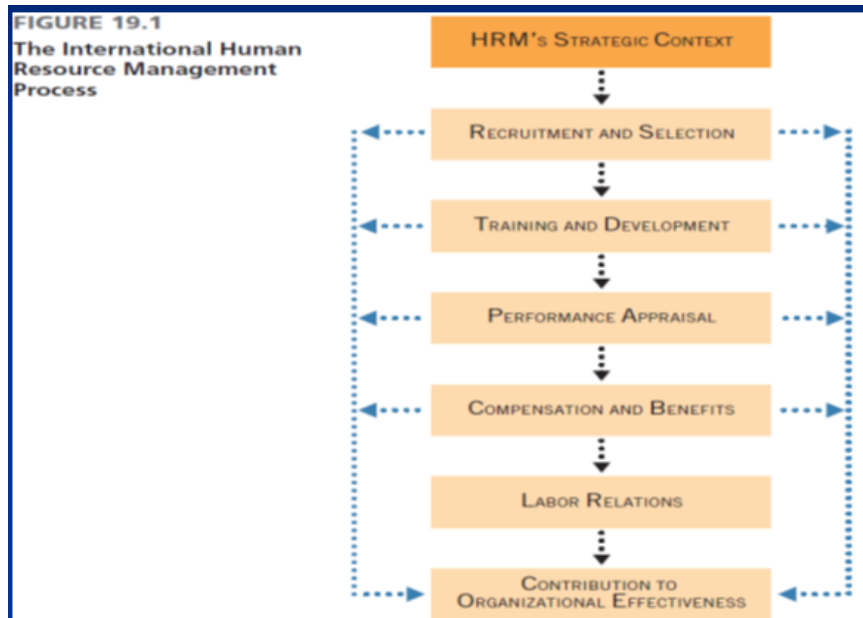 FIGURE 19.1
The International Human
Resource Management
Process
HRM's Strategic Context
Recruitment and Selection
Training and Development
Performance Appraisal
Compensation and Benefits
Labor Relations
Contribution to
Organizational Effectiveness